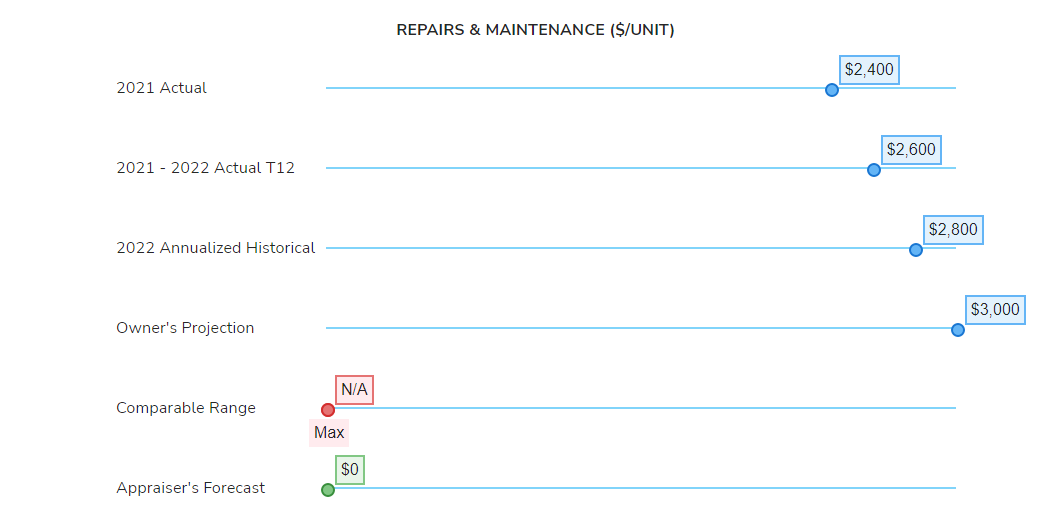 REPAIRS & MAINTENANCE ($/UNIT)
2021 Actual
$2,400
2021 - 2022 Actual T12
$2,600
2022 Annualized Historical
$2,800
Owner's Projection
$3,000
Comparable Range
N/A
Max
Appraiser's Forecast
$0